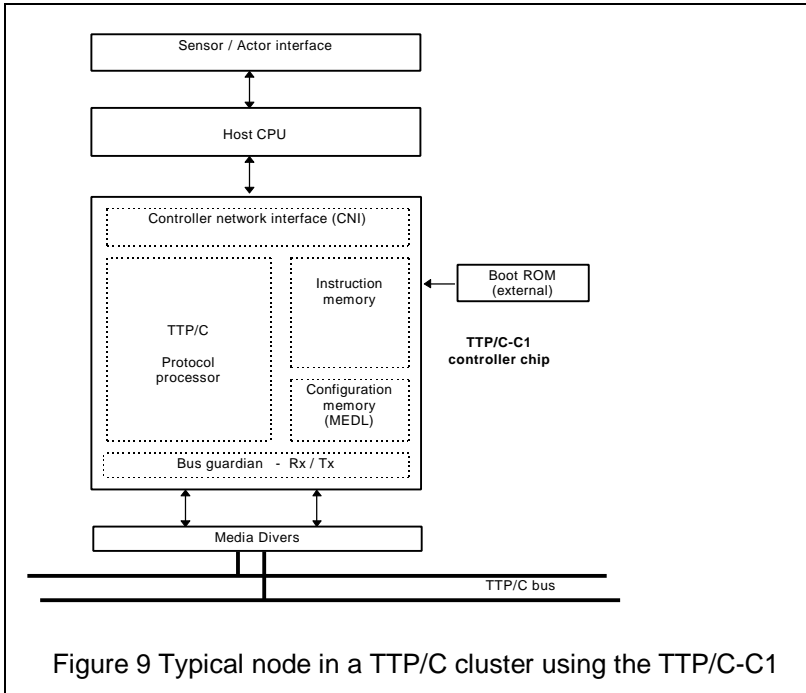 Sensor / Actor interface
Host CPU
Controller network interface (CNI)
TTP/C
Protocol
processor
Instruction
memory
Configuration
memory
(MEDL)
Bus guardian - Rx / Tx
Boot ROM
(external)
TTP/C-C1
controller chip
Media Divers
TTP/C bus
Figure 9 Typical node in a TTP/C cluster using the TTP/C-C1